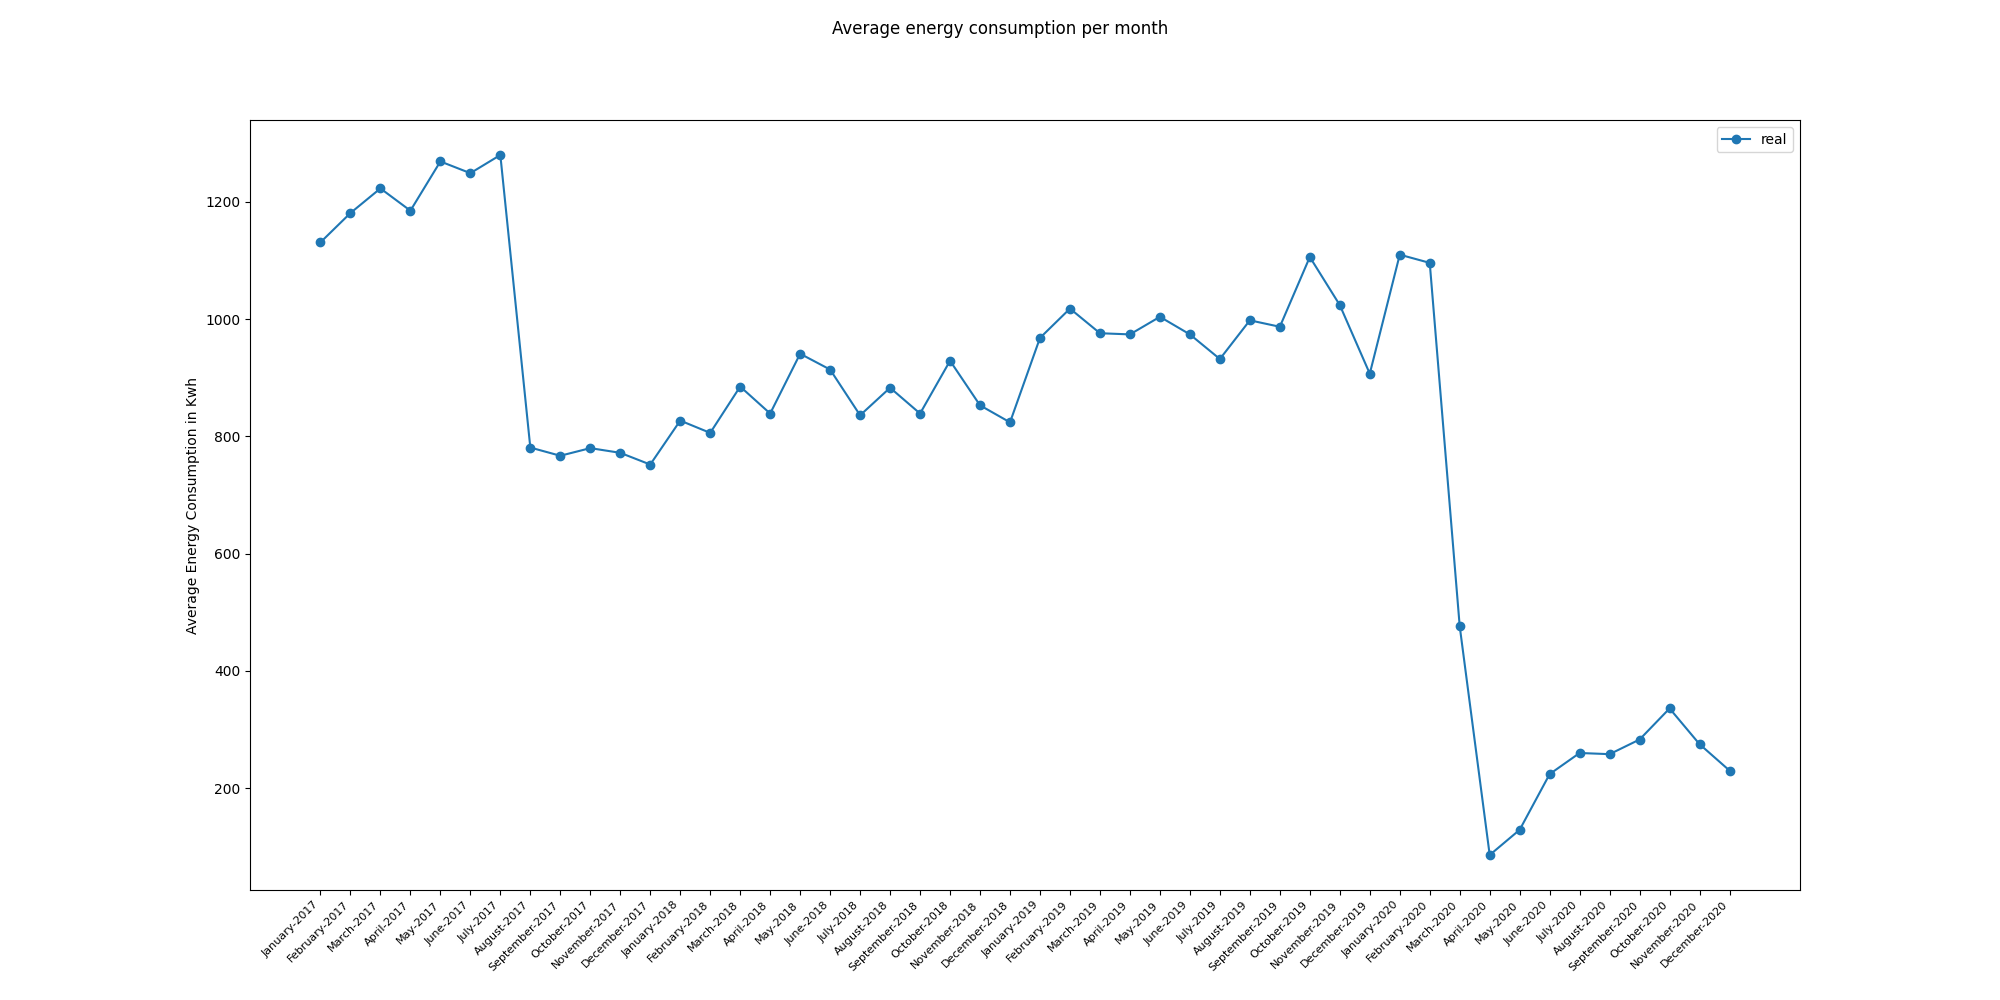 Average energy consumption per month
real
Average Energy Consumption in Kwh
1200
1000
800
600
400
200
January-2017
February-2017
March-2017
April-2017
May-2017
June-2017
July-2017
August-2017
September-2017
October-2017
November-2017
December-2017
January-2018
February-2018
March-2018
April-2018
May-2018
June-2018
July-2018
August-2018
September-2018
October-2018
November-2018
December-2018
January-2019
February-2019
March-2019
April-2019
May-2019
June-2019
July-2019
August-2019
September-2019
October-2019
November-2019
December-2019
January-2020
February-2020
March-2020
April-2020
May-2020
June-2020
July-2020
August-2020
September-2020
October-2020
November-2020
December-2020